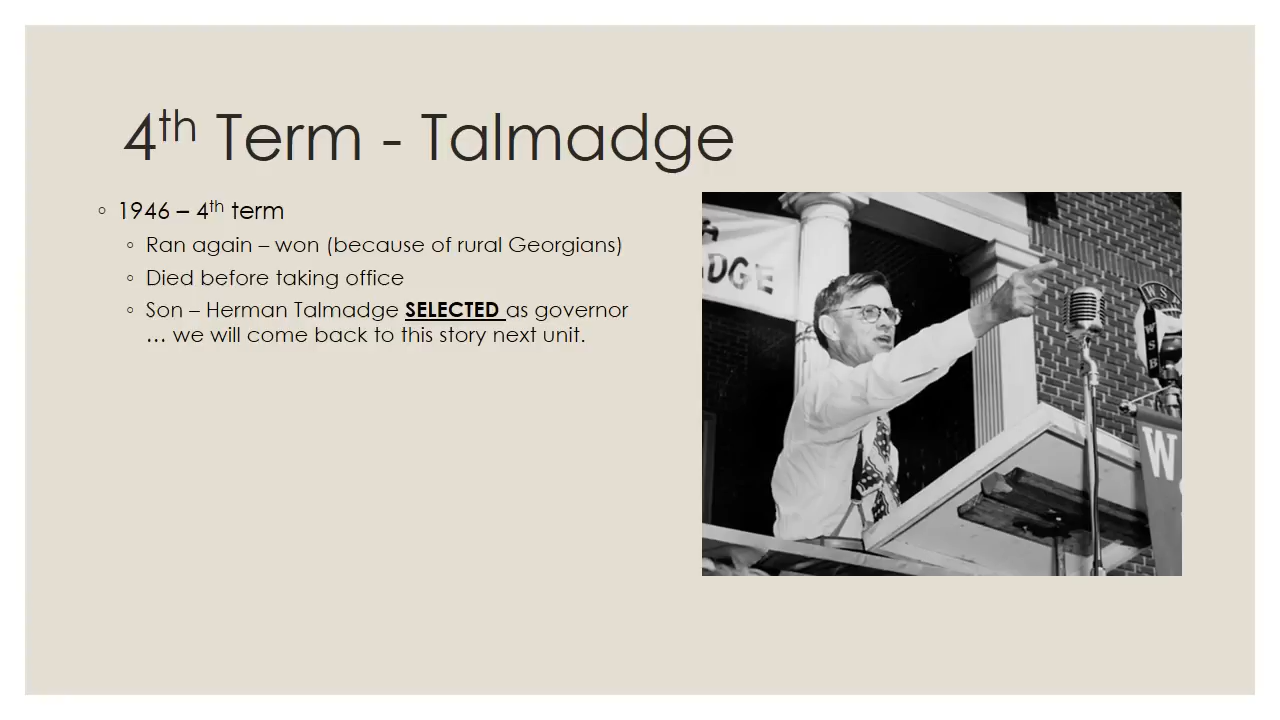 4th Term - Talmadge
◦ 1946 – 4th term
◦ Ran again – won (because of rural Georgians)
◦ Died before taking office
◦ Son – Herman Talmadge SELECTED as governor
… we will come back to this story next unit.
DGE
WSB
W
S
B
W